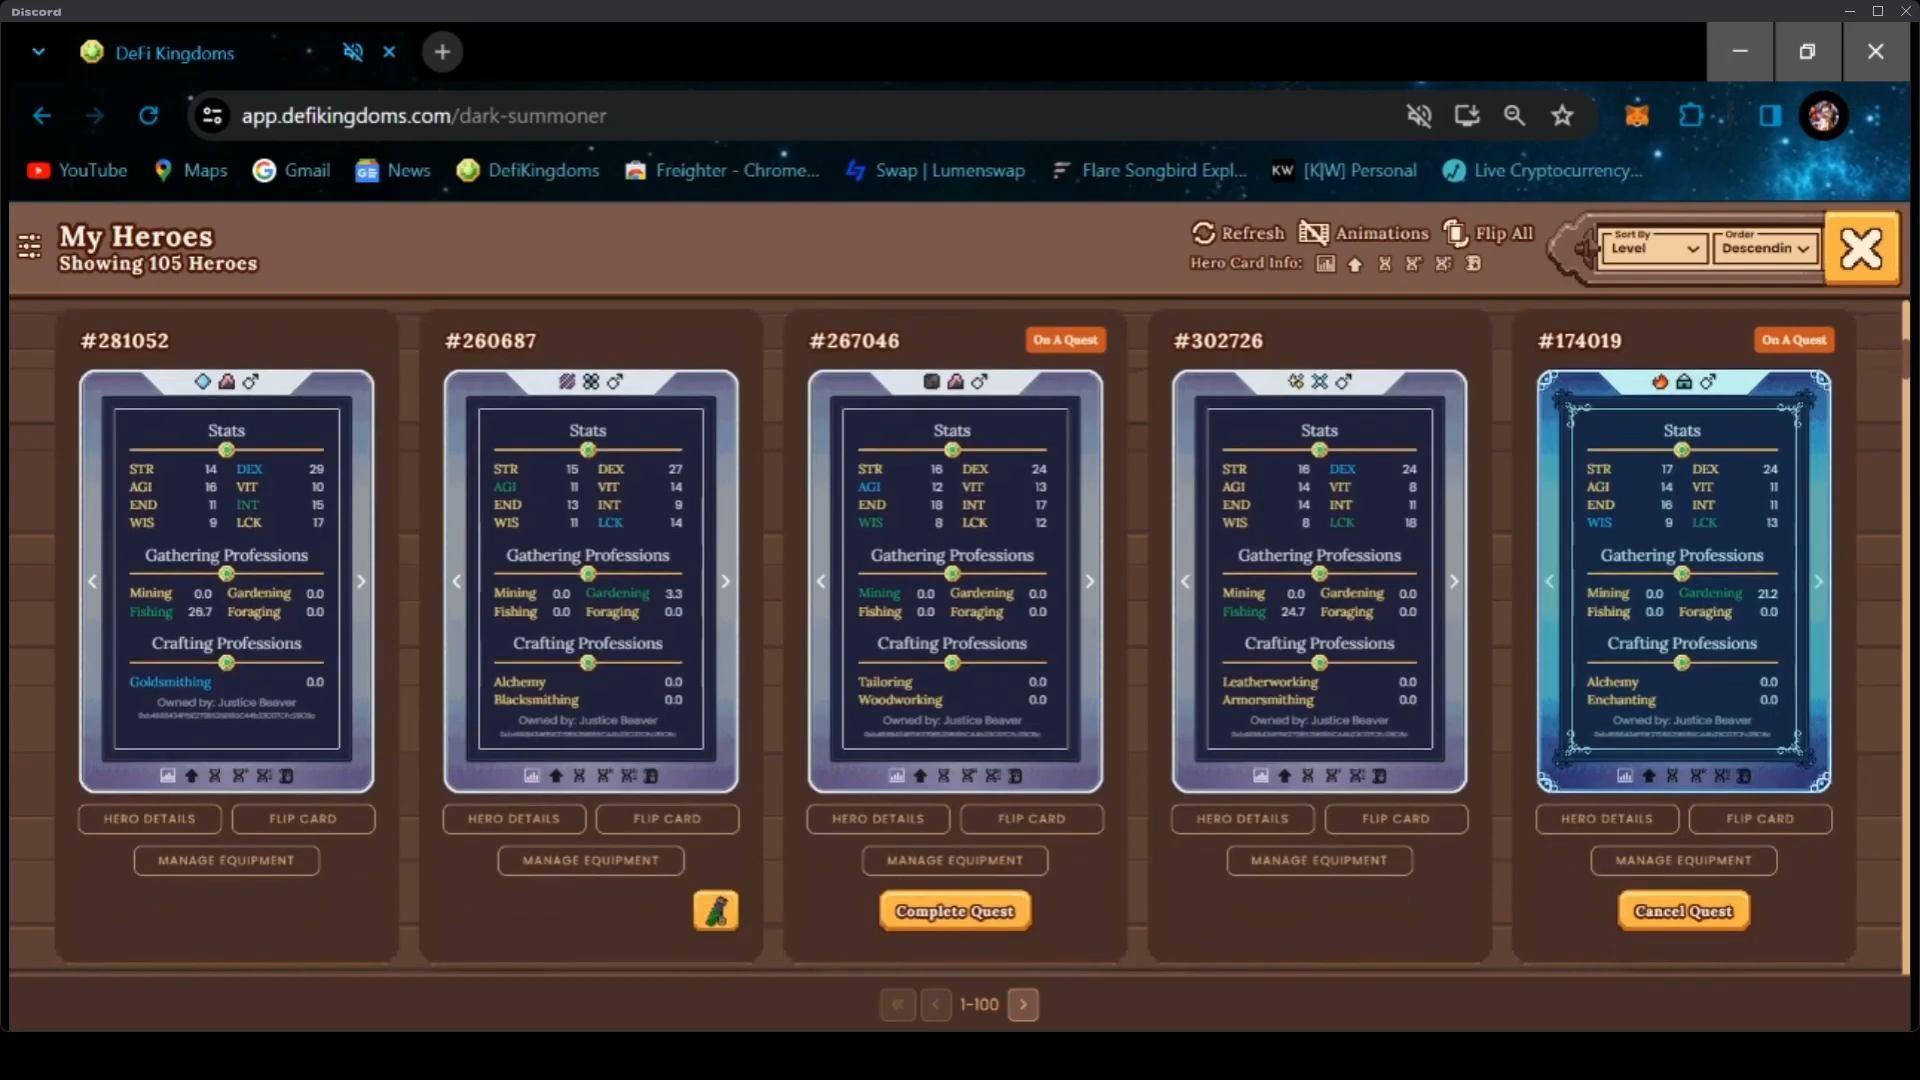 Discord
DeFi Kingdoms
app.defikingdoms.com/dark-summoner
YouTube Maps Gmail News DefiKingdoms Freighter - Chrome... Swap | Lumenswap Flare Songbird Expl... KW [K|W] Personal Live Cryptocurrency...
My Heroes
Showing 105 Heroes
Refresh Animations Flip All
Hero Card Info:
Sort By
Level
Order
Descendin
#281052
Stats
STR 14 DEX 29
AGI 16 VIT 10
END 11 INT 15
WIS 9 LCK 17
Gathering Professions
Mining 0.0 Gardening 0.0
Fishing 26.7 Foraging 0.0
Crafting Professions
Goldsmithing 0.0
Owned by: Justice Beaver
HERO DETAILS FLIP CARD
MANAGE EQUIPMENT
#260687
Stats
STR 15 DEX 27
AGI 11 VIT 14
END 13 INT 9
WIS 11 LCK 14
Gathering Professions
Mining 0.0 Gardening 3.3
Fishing 0.0 Foraging 0.0
Crafting Professions
Alchemy 0.0
Blacksmithing 0.0
Owned by: Justice Beaver
HERO DETAILS FLIP CARD
MANAGE EQUIPMENT
#267046 On A Quest
Stats
STR 16 DEX 24
AGI 12 VIT 13
END 18 INT 17
WIS 8 LCK 12
Gathering Professions
Mining 0.0 Gardening 0.0
Fishing 0.0 Foraging 0.0
Crafting Professions
Tailoring 0.0
Woodworking 0.0
Owned by: Justice Beaver
HERO DETAILS FLIP CARD
MANAGE EQUIPMENT
Complete Quest
#302726
Stats
STR 16 DEX 24
AGI 14 VIT 8
END 14 INT 11
WIS 8 LCK 18
Gathering Professions
Mining 0.0 Gardening 0.0
Fishing 24.7 Foraging 0.0
Crafting Professions
Leatherworking 0.0
Armorsmithing 0.0
Owned by: Justice Beaver
HERO DETAILS FLIP CARD
MANAGE EQUIPMENT
#174019 On A Quest
Stats
STR 17 DEX 24
AGI 14 VIT 11
END 16 INT 11
WIS 9 LCK 13
Gathering Professions
Mining 0.0 Gardening 21.2
Fishing 0.0 Foraging 0.0
Crafting Professions
Alchemy 0.0
Enchanting 0.0
Owned by: Justice Beaver
HERO DETAILS FLIP CARD
MANAGE EQUIPMENT
Cancel Quest
1-100